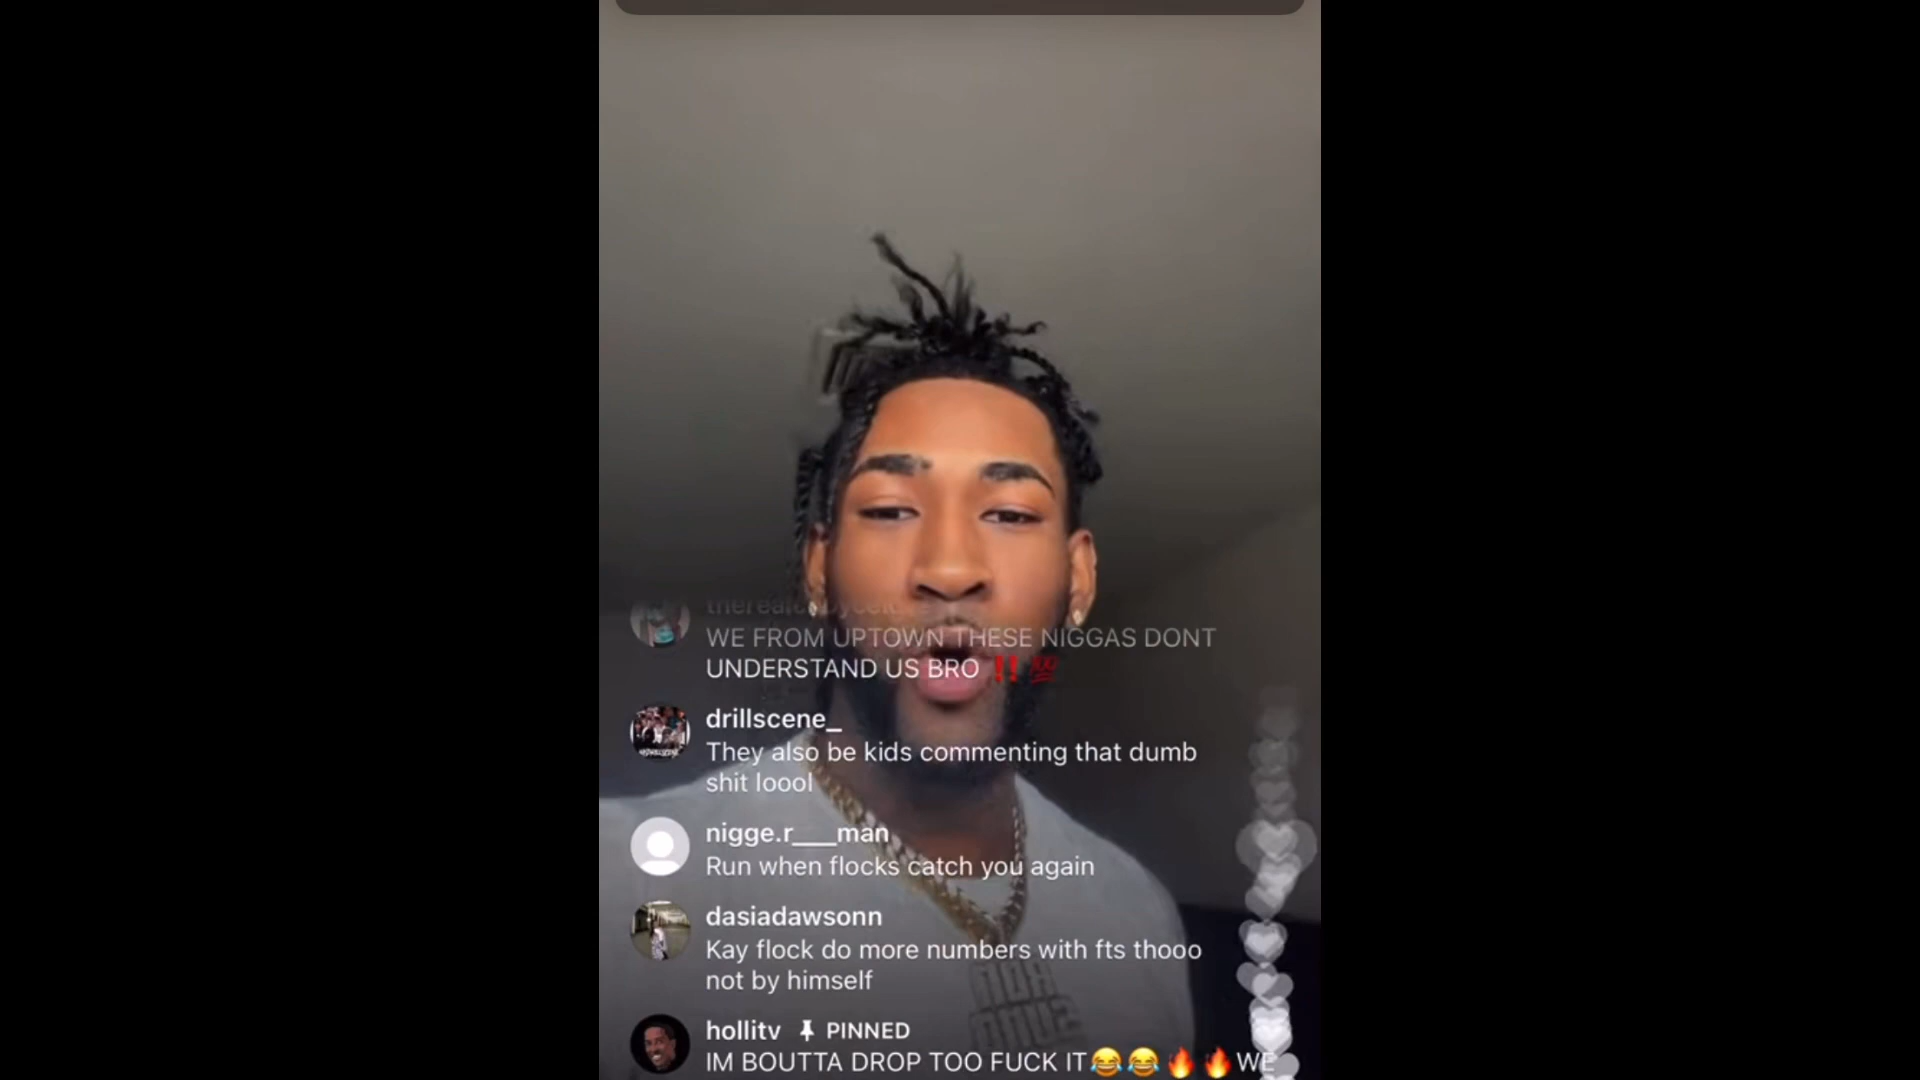 WE FROM UPTOWN THESE NIGGAS DONT
UNDERSTAND US BRO ‼️ 💯
drillscene_
They also be kids commenting that dumb
shit loool
nigge.r___man
Run when flocks catch you again
dasiadawsonn
Kay flock do more numbers with fts thooo
not by himself
hollitv 📌 PINNED
IM BOUTTA DROP TOO FUCK IT😂😂🔥🔥WE